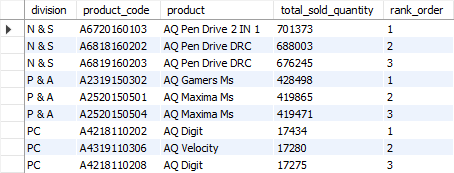 division product_code product total_sold_quantity rank_order
N & S A6720160103 AQ Pen Drive 2 IN 1 701373 1
N & S A6818160202 AQ Pen Drive DRC 688003 2
N & S A6819160203 AQ Pen Drive DRC 676245 3
P & A A2319150302 AQ Gamers Ms 428498 1
P & A A2520150501 AQ Maxima Ms 419865 2
P & A A2520150504 AQ Maxima Ms 419471 3
PC A4218110202 AQ Digit 17434 1
PC A4319110306 AQ Velocity 17280 2
PC A4218110208 AQ Digit 17275 3